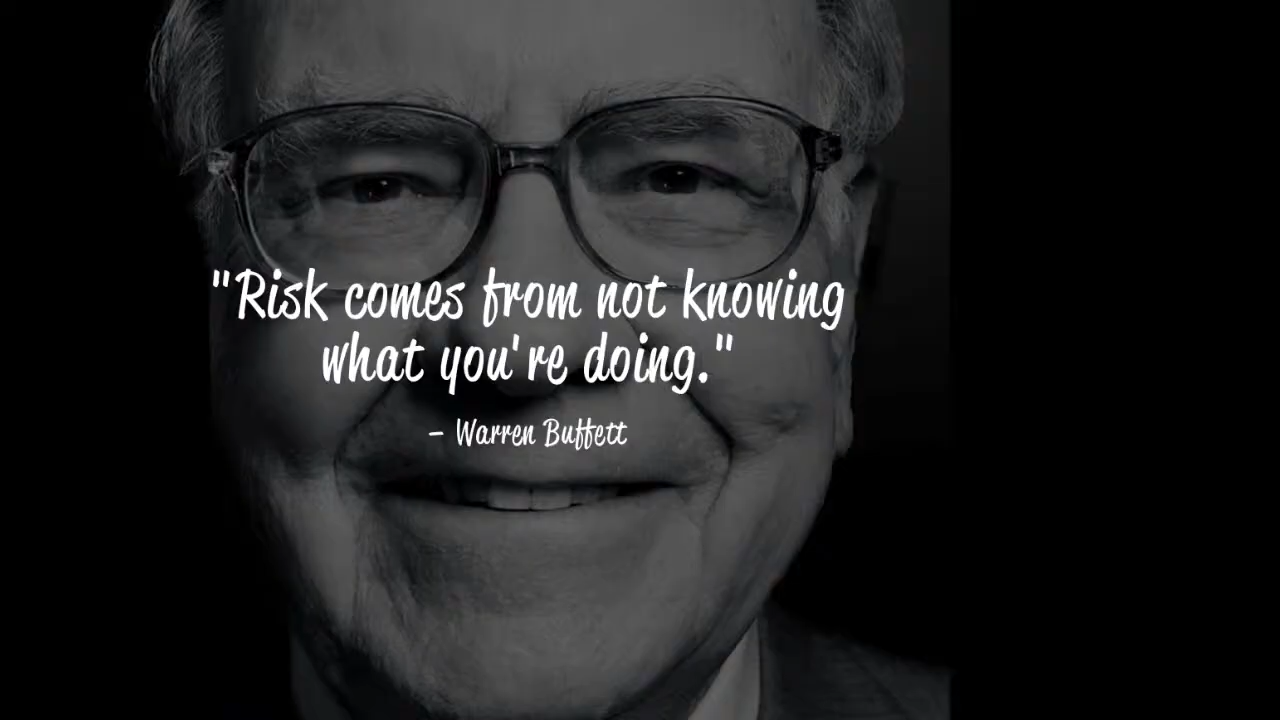 "Risk comes from not knowing
what you're doing."
– Warren Buffett